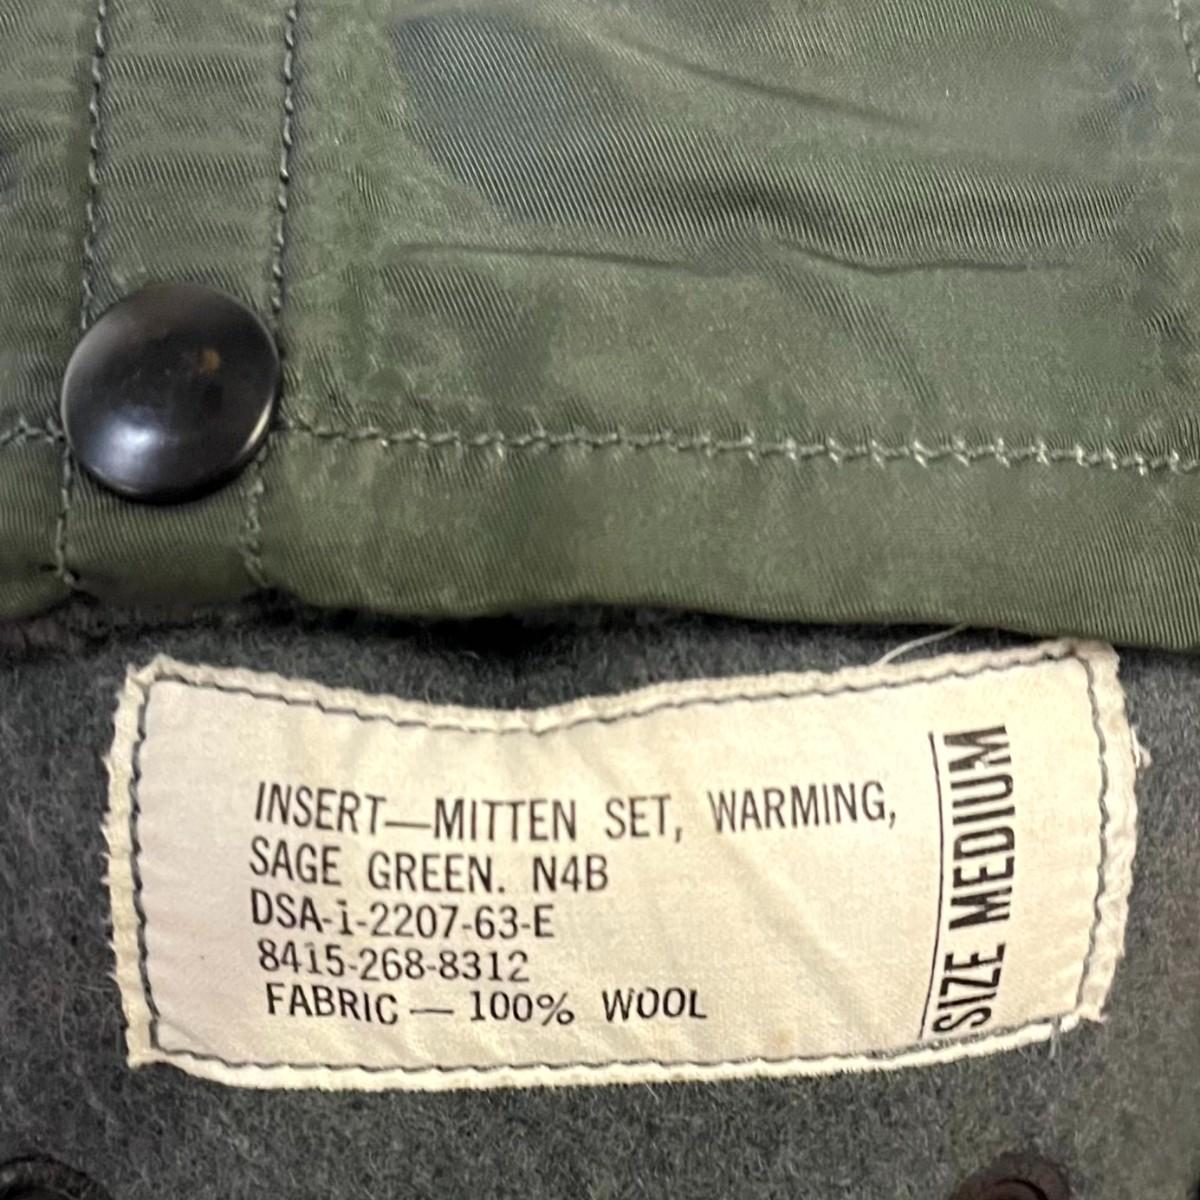 INSERT—MITTEN SET, WARMING,
SAGE GREEN. N4B
DSA-1-2207-63-E
8415-268-8312
FABRIC — 100% WOOL
SIZE MEDIUM